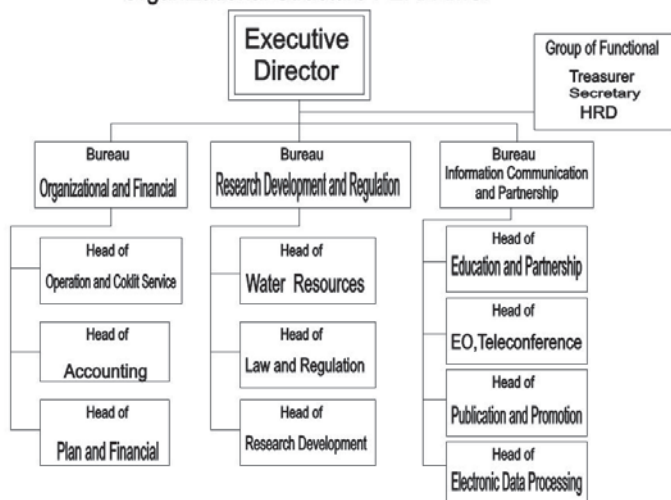 Executive
Director
Group of Functional
Treasurer
Secretary
HRD
Bureau
Organizational and Financial
Bureau
Research Development and Regulation
Bureau
Information Communication
and Partnership
Head of
Operation and Coklit Service
Head of
Accounting
Head of
Plan and Financial
Head of
Water Resources
Head of
Law and Regulation
Head of
Research Development
Head of
Education and Partnership
Head of
EO,Teleconference
Head of
Publication and Promotion
Head of
Electronic Data Processing